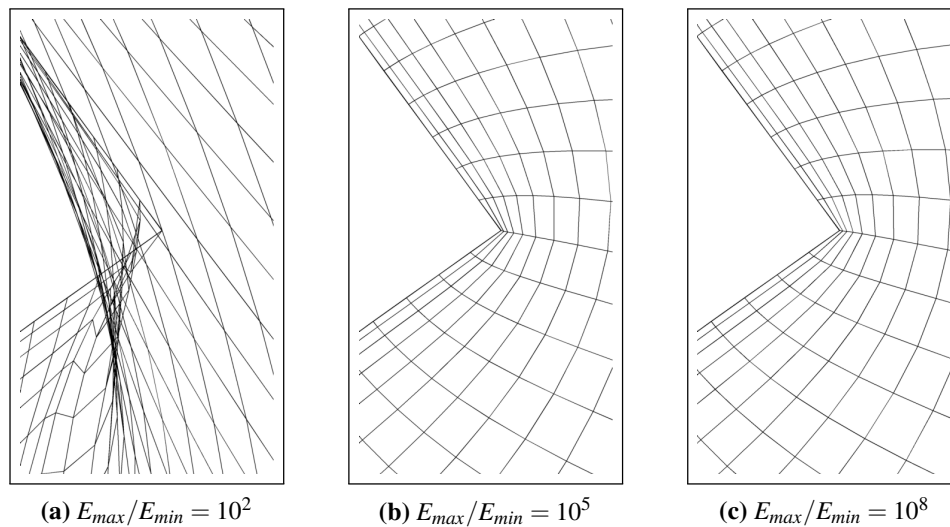 (a) E_max/E_min = 10^2
(b) E_max/E_min = 10^5
(c) E_max/E_min = 10^8